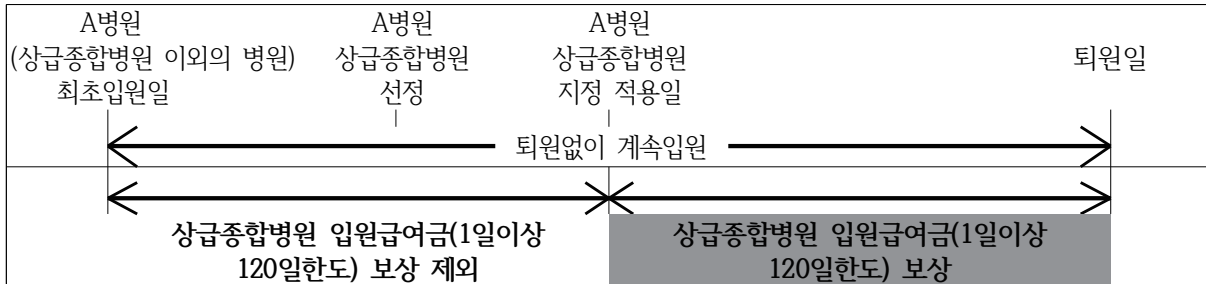 A병원
(상급종합병원 이외의 병원)
최초입원일
A병원
상급종합병원
선정
A병원
상급종합병원
지정 적용일
퇴원일
퇴원없이 계속입원
상급종합병원 입원급여금(1일이상
120일한도) 보상 제외
상급종합병원 입원급여금(1일이상
120일한도) 보상